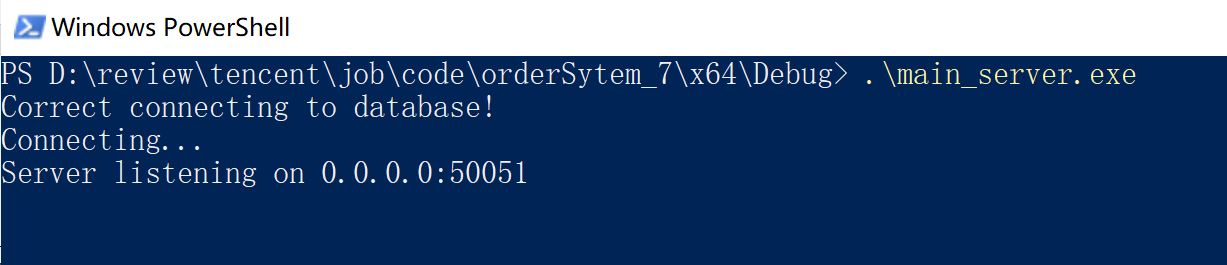 Windows PowerShell
PS D:\review\tencent\job\code\orderSytem_7\x64\Debug> .\main_server.exe
Correct connecting to database!
Connecting...
Server listening on 0.0.0.0:50051